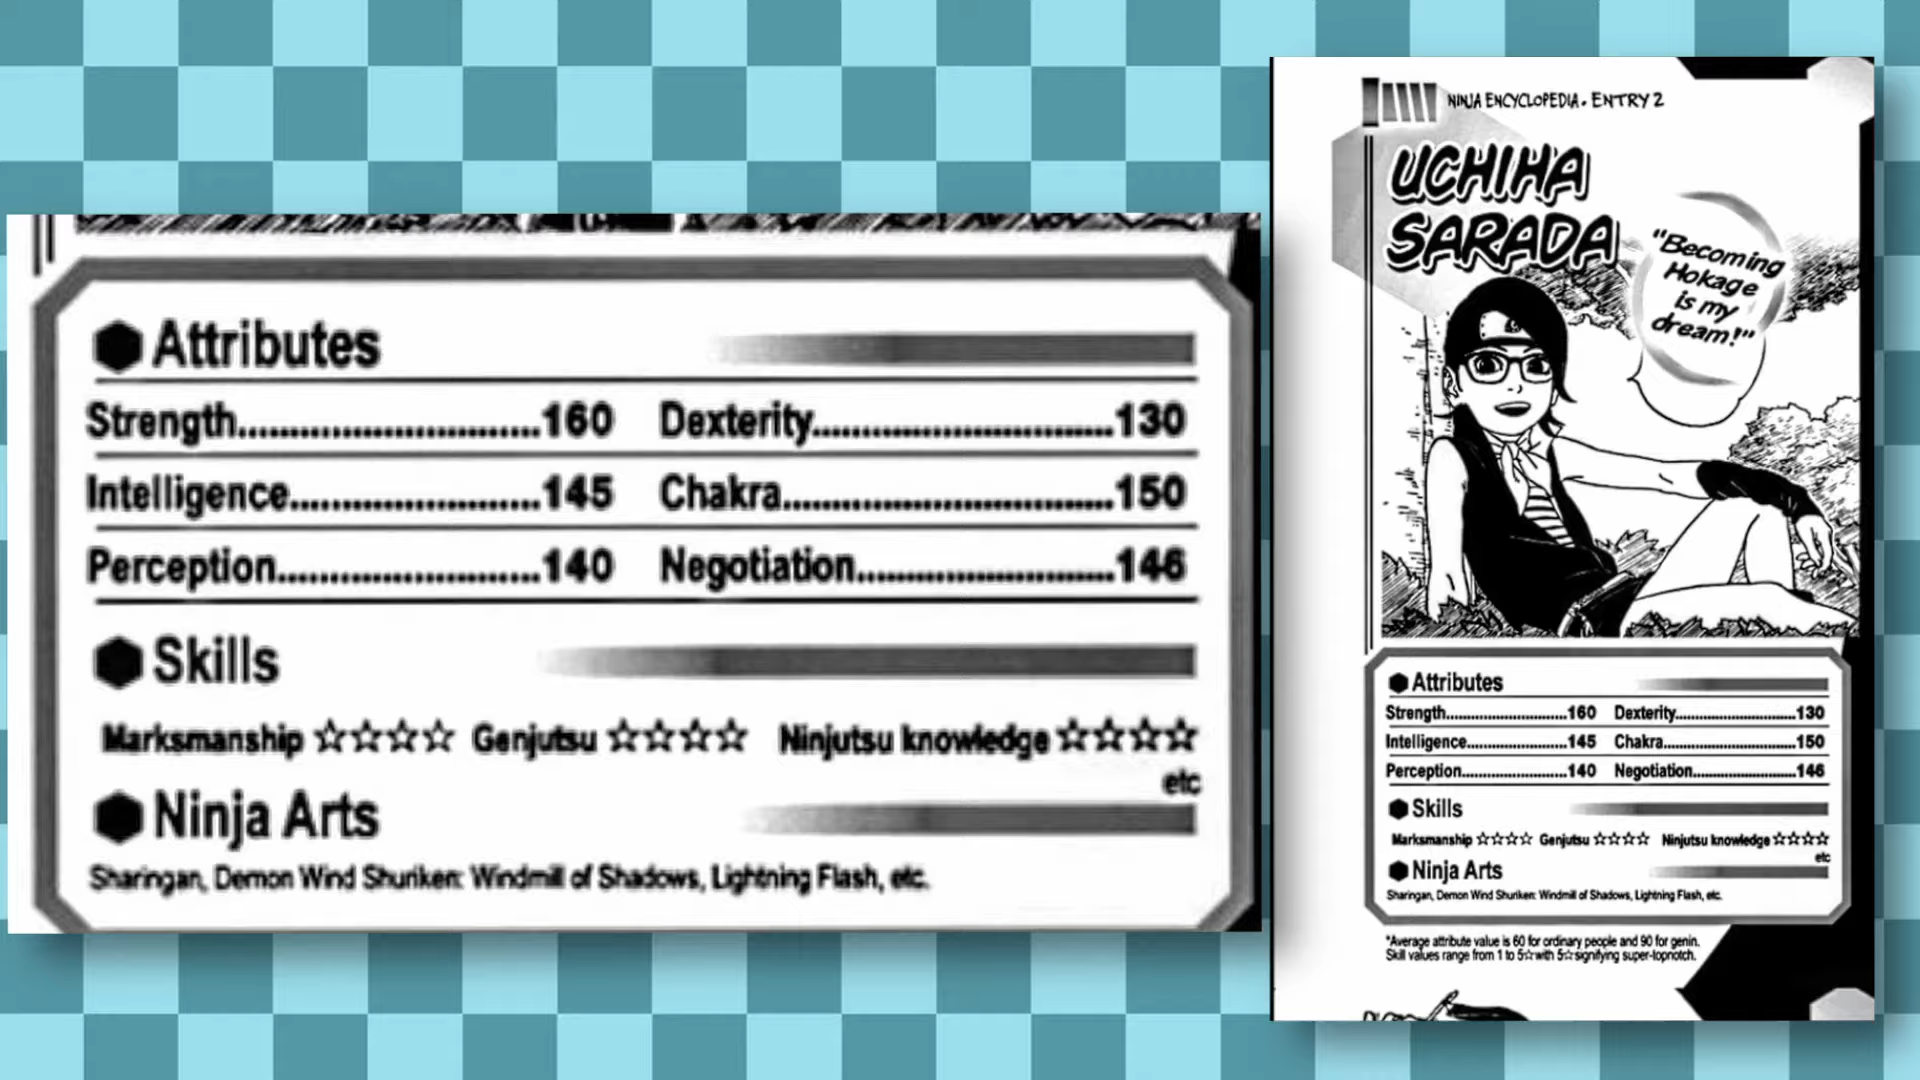 Attributes
Strength..............................160 Dexterity..............................130
Intelligence.........................145 Chakra.................................150
Perception...........................140 Negotiation..........................146
Skills
Marksmanship ☆☆☆☆ Genjutsu ☆☆☆☆ Ninjutsu knowledge ☆☆☆☆
etc
Ninja Arts
Sharingan, Demon Wind Shuriken: Windmill of Shadows, Lightning Flash, etc.
NINJA ENCYCLOPEDIA • ENTRY 2
UCHIHA
SARADA
"Becoming
Hokage
is my
dream!"
Attributes
Strength..............................160 Dexterity..............................130
Intelligence.........................145 Chakra.................................150
Perception...........................140 Negotiation..........................146
Skills
Marksmanship ☆☆☆☆ Genjutsu ☆☆☆☆ Ninjutsu knowledge ☆☆☆☆
etc
Ninja Arts
Sharingan, Demon Wind Shuriken: Windmill of Shadows, Lightning Flash, etc.
*Average attribute value is 60 for ordinary people and 90 for genin.
Skill values range from 1 to 5☆ with 5☆ signifying super-topnotch.